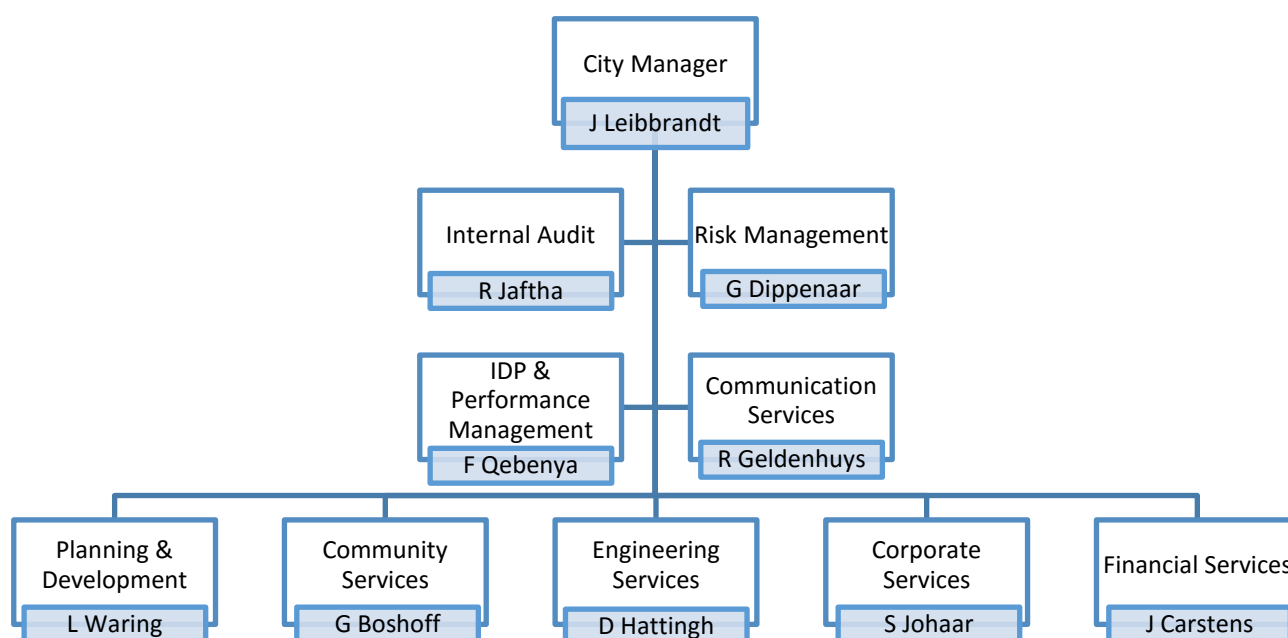 City Manager
J Leibbrandt
Internal Audit
R Jaftha
Risk Management
G Dippenaar
IDP &
Performance
Management
F Qebenya
Communication
Services
R Geldenhuys
Planning &
Development
L Waring
Community
Services
G Boshoff
Engineering
Services
D Hattingh
Corporate
Services
S Johaar
Financial Services
J Carstens